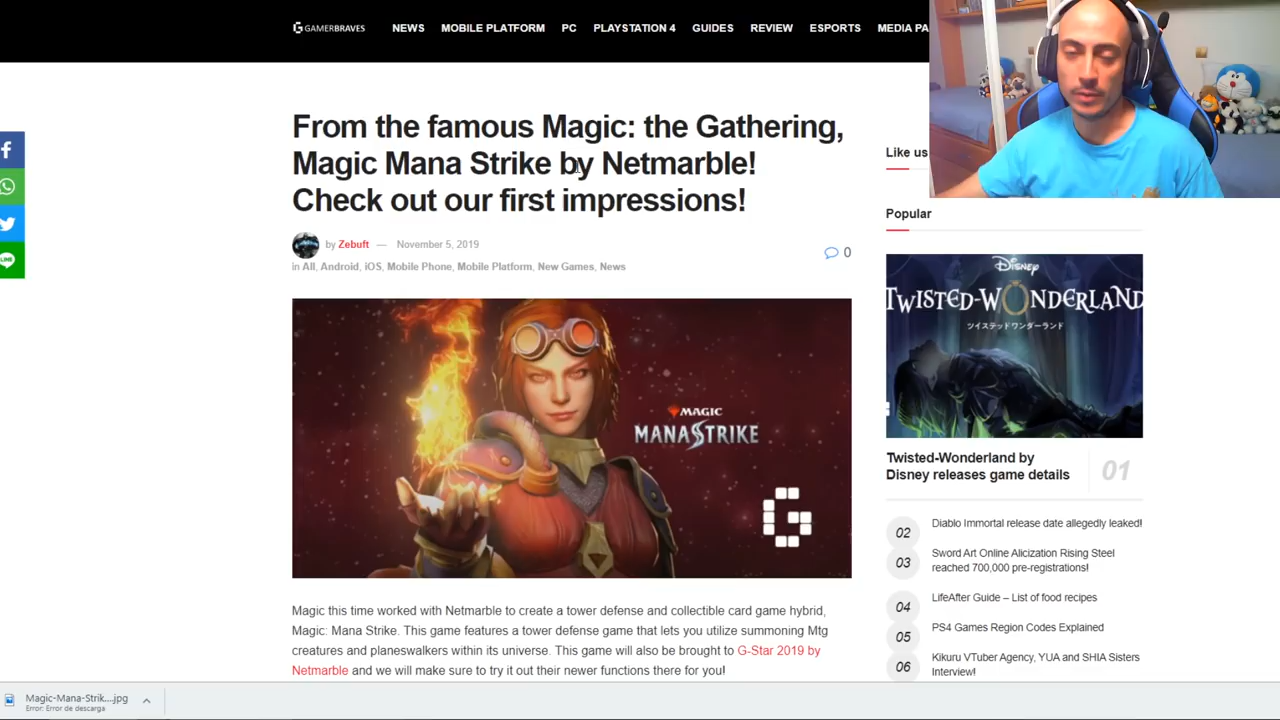 GAMERBRAVES
NEWS
MOBILE PLATFORM
PC
PLAYSTATION 4
GUIDES
REVIEW
ESPORTS
MEDIA PA
From the famous Magic: the Gathering,
Magic Mana Strike by Netmarble!
Check out our first impressions!
by Zebuft — November 5, 2019
0
in All, Android, iOS, Mobile Phone, Mobile Platform, New Games, News
MAGIC
MANASTRIKE
G
Magic this time worked with Netmarble to create a tower defense and collectible card game hybrid,
Magic: Mana Strike. This game features a tower defense game that lets you utilize summoning Mtg
creatures and planeswalkers within its universe. This game will also be brought to G-Star 2019 by
Netmarble and we will make sure to try it out their newer functions there for you!
Like us
Popular
Disney
TWISTED-WONDERLAND
ツイステッドワンダーランド
Twisted-Wonderland by
Disney releases game details
01
02
Diablo Immortal release date allegedly leaked!
03
Sword Art Online Alicization Rising Steel
reached 700,000 pre-registrations!
04
LifeAfter Guide – List of food recipes
05
PS4 Games Region Codes Explained
06
Kikuru VTuber Agency, YUA and SHIA Sisters
Interview!
f
LINE
Magic-Mana-Strik....jpg
Error: Error de descarga